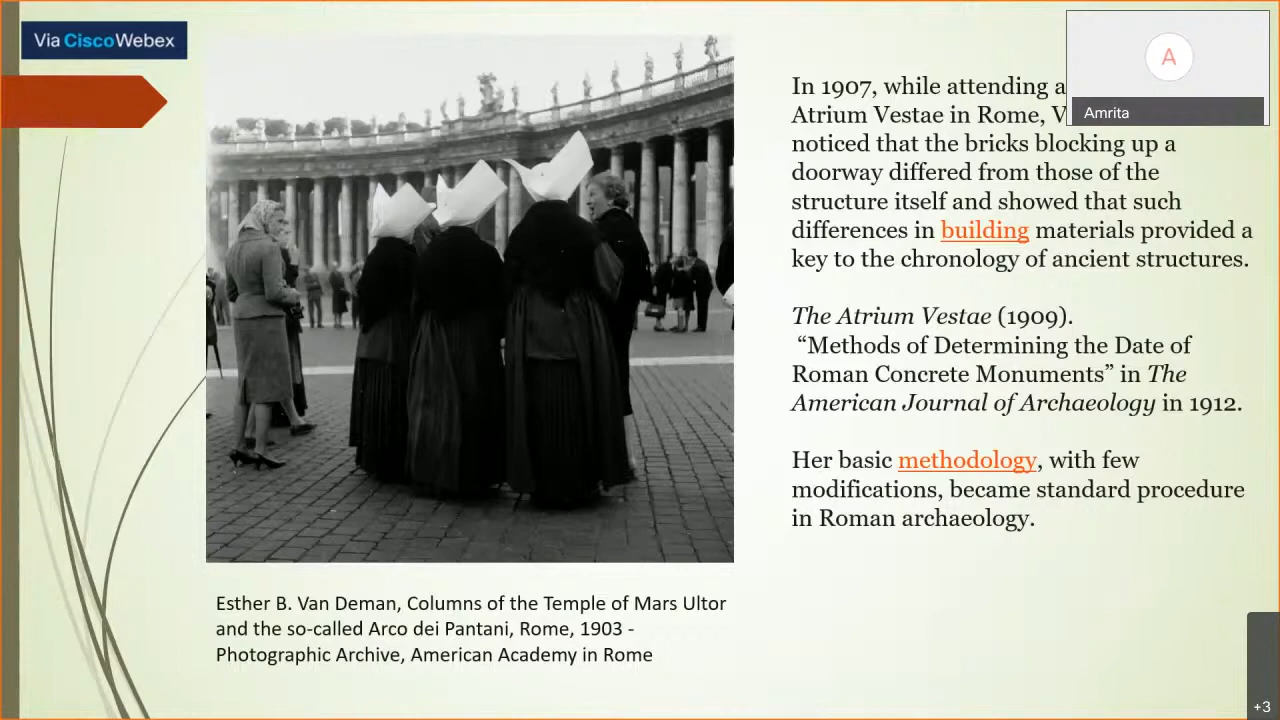 Via CiscoWebex
In 1907, while attending a
Atrium Vestae in Rome, V
noticed that the bricks blocking up a
doorway differed from those of the
structure itself and showed that such
differences in building materials provided a
key to the chronology of ancient structures.
The Atrium Vestae (1909).
“Methods of Determining the Date of
Roman Concrete Monuments” in The
American Journal of Archaeology in 1912.
Her basic methodology, with few
modifications, became standard procedure
in Roman archaeology.
Esther B. Van Deman, Columns of the Temple of Mars Ultor
and the so-called Arco dei Pantani, Rome, 1903 -
Photographic Archive, American Academy in Rome
A
Amrita
+3